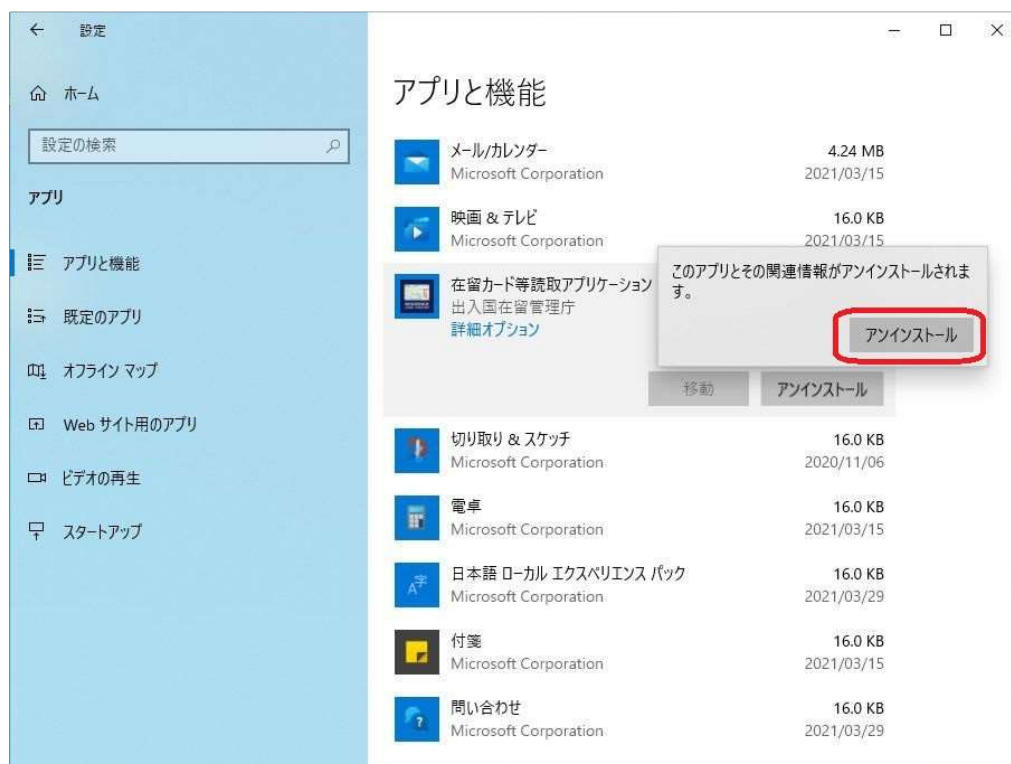 設定
ホーム
設定の検索
アプリ
アプリと機能
既定のアプリ
オフライン マップ
Web サイト用のアプリ
ビデオの再生
スタートアップ
アプリと機能
メール/カレンダー 4.24 MB
Microsoft Corporation 2021/03/15
映画 & テレビ 16.0 KB
Microsoft Corporation 2021/03/15
在留カード等読取アプリケーション
出入国在留管理庁
詳細オプション
このアプリとその関連情報がアンインストールされま
す。
アンインストール
移動 アンインストール
切り取り & スケッチ 16.0 KB
Microsoft Corporation 2020/11/06
電卓 16.0 KB
Microsoft Corporation 2021/03/15
日本語 ローカル エクスペリエンス パック 16.0 KB
Microsoft Corporation 2021/03/29
付箋 16.0 KB
Microsoft Corporation 2021/03/15
問い合わせ 16.0 KB
Microsoft Corporation 2021/03/29